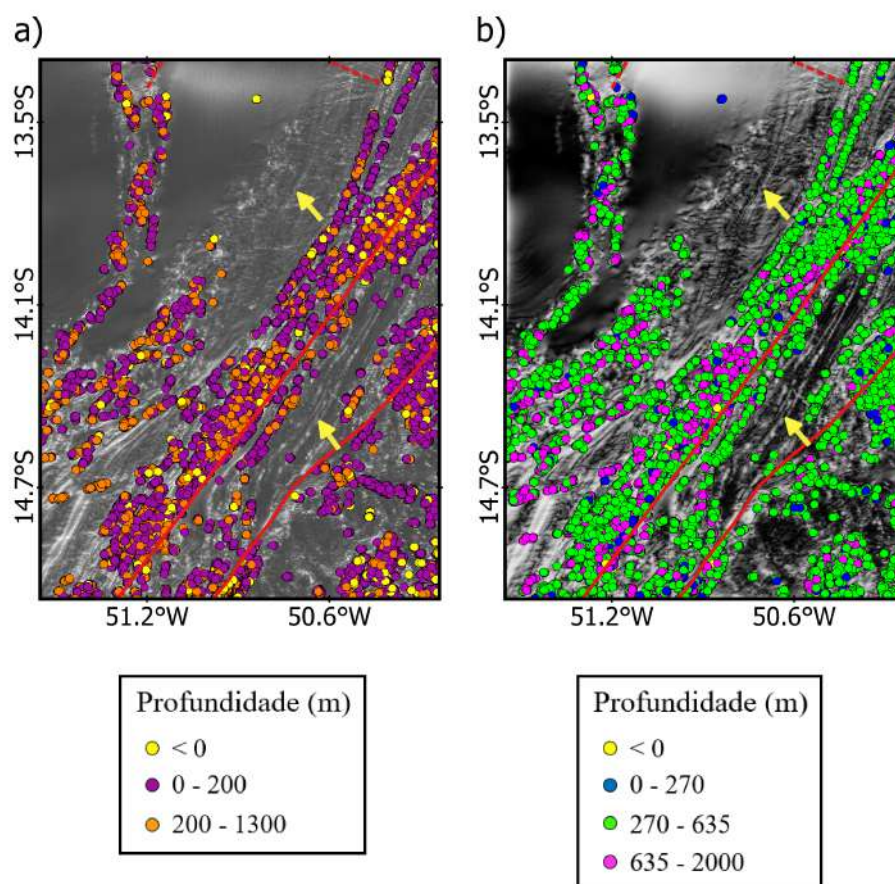 a)
13.5°S
14.1°S
14.7°S
51.2°W 50.6°W
Profundidade (m)
< 0
0 - 200
200 - 1300
b)
13.5°S
14.1°S
14.7°S
51.2°W 50.6°W
Profundidade (m)
< 0
0 - 270
270 - 635
635 - 2000